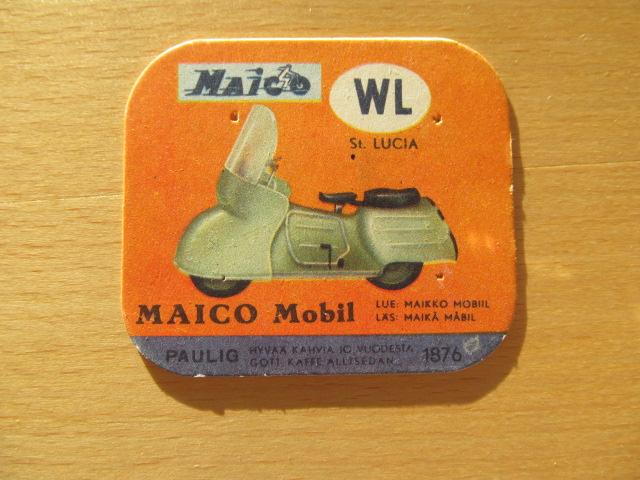 Maico
WL
St. LUCIA
MAICO Mobil
LUE: MAIKKO MOBIIL
LÄS: MAIKÅ MÅBIL
PAULIG
HYVÄÄ KAHVIA JO VUODESTA
GOTT KAFFE ALLTSEDAN
1876